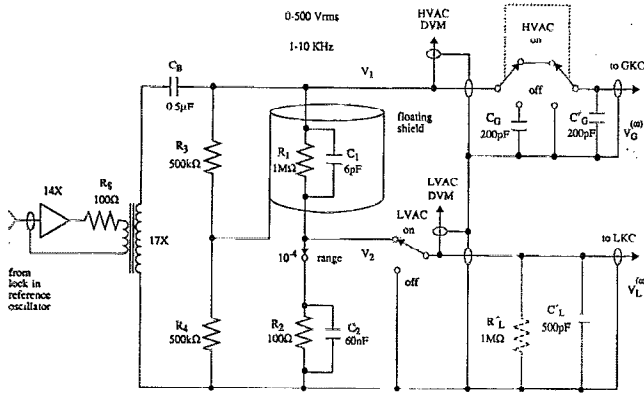 0-500 Vrms
1-10 KHz
HVAC
DVM
HVAC
on
to GKC
C_B
0.5μF
V_1
off
C_G
200pF
C'_G
200pF
V_G^(ω)
floating
shield
R_3
500kΩ
R_1
1MΩ
C_1
6pF
14X
R_S
100Ω
17X
LVAC
DVM
LVAC
on
to LKC
V_2
10^-4
range
off
V_L^(ω)
from
lock in
reference
oscillator
R_4
500kΩ
R_2
100Ω
C_2
60nF
R'_L
1MΩ
C'_L
500pF